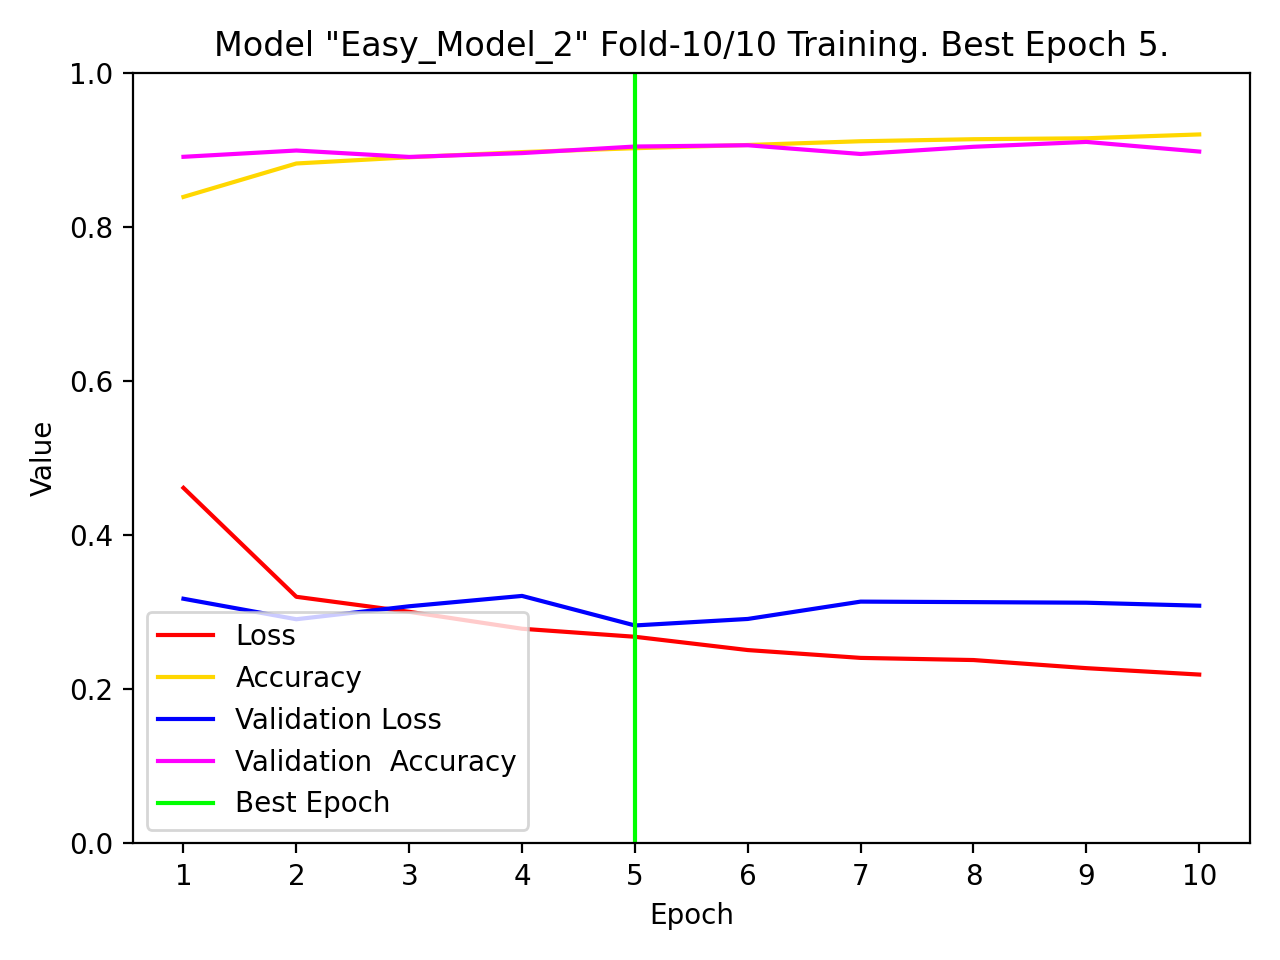 Model "Easy_Model_2" Fold-10/10 Training. Best Epoch 5.
1.0
0.8
0.6
0.4
0.2
0.0
Value
Loss
Accuracy
Validation Loss
Validation  Accuracy
Best Epoch
1 2 3 4 5 6 7 8 9 10
Epoch